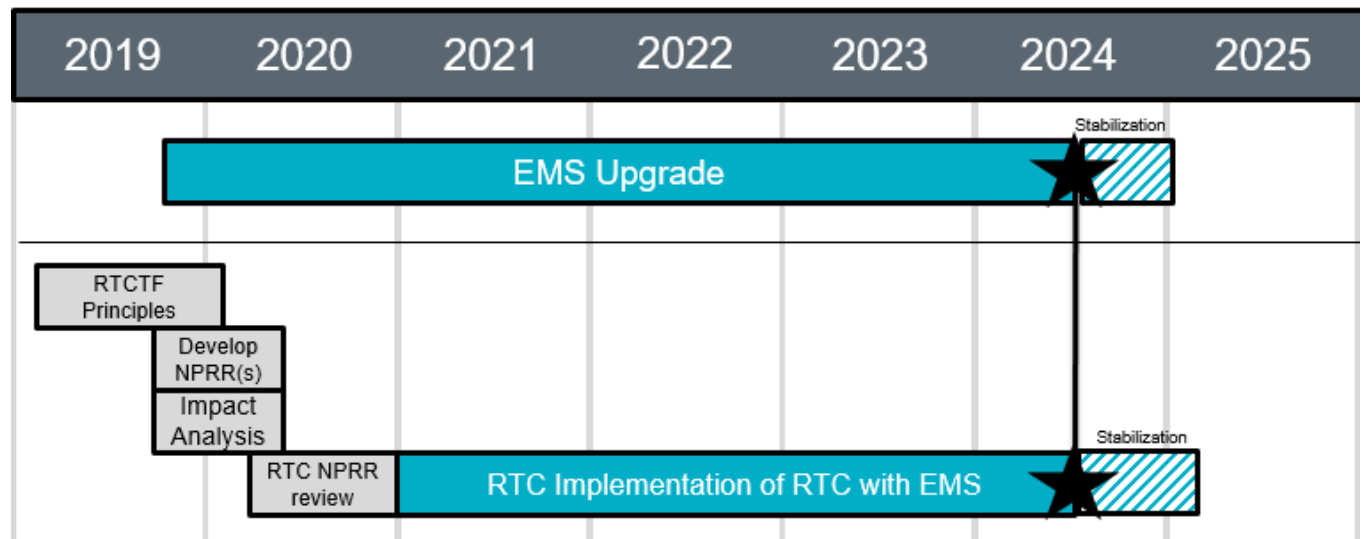 2019 2020 2021 2022 2023 2024 2025
Stabilization
EMS Upgrade
RTCTF
Principles
Develop
NPRR(s)
Impact
Analysis
Stabilization
RTC NPRR
review
RTC Implementation of RTC with EMS